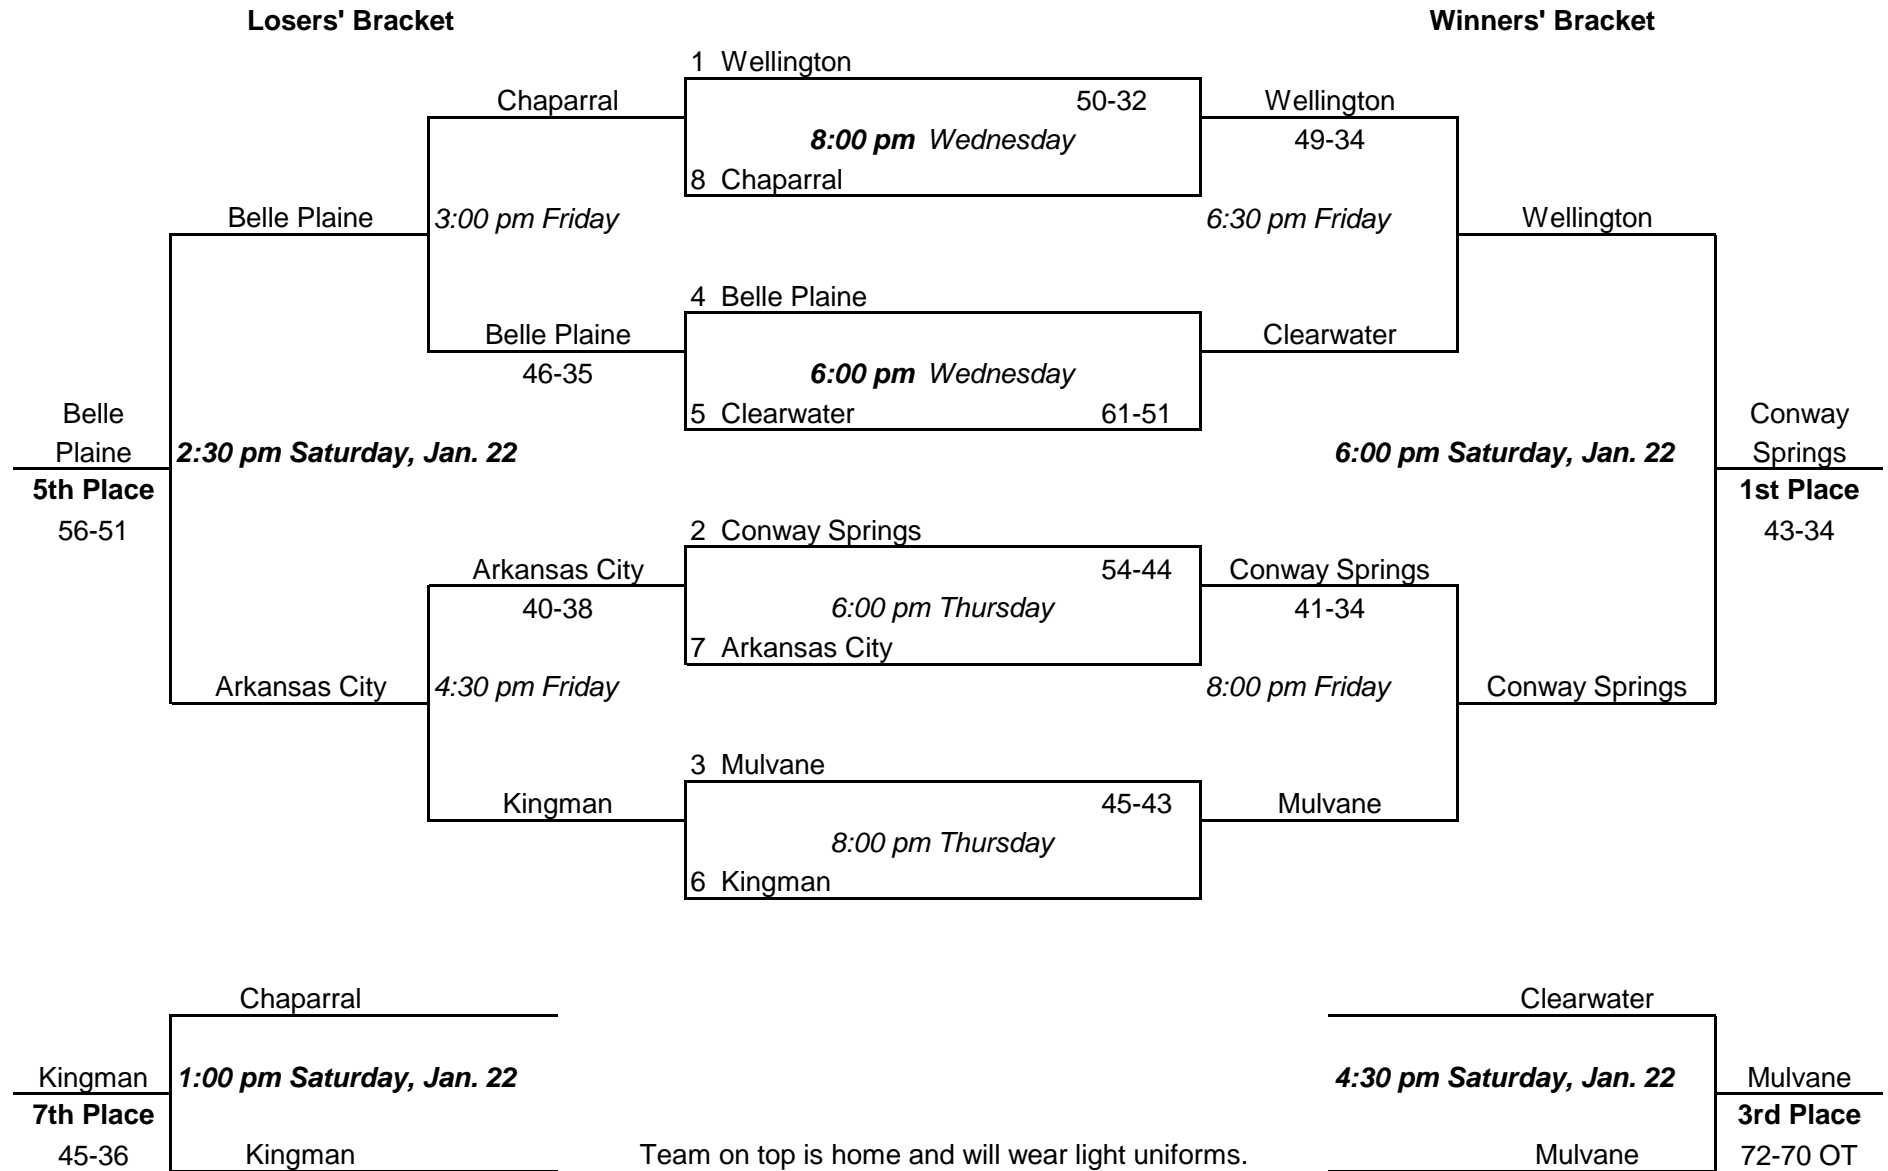 Losers' Bracket Winners' Bracket
1 Wellington
Chaparral 50-32 Wellington
8:00 pm Wednesday 49-34
8 Chaparral
Belle Plaine 3:00 pm Friday 6:30 pm Friday Wellington
4 Belle Plaine
Belle Plaine Clearwater
46-35 6:00 pm Wednesday
Belle 5 Clearwater 61-51 Conway
Plaine 2:30 pm Saturday, Jan. 22 6:00 pm Saturday, Jan. 22 Springs
5th Place 1st Place
56-51 2 Conway Springs 43-34
Arkansas City 54-44 Conway Springs
40-38 6:00 pm Thursday 41-34
7 Arkansas City
Arkansas City 4:30 pm Friday 8:00 pm Friday Conway Springs
3 Mulvane
Kingman 45-43 Mulvane
8:00 pm Thursday
6 Kingman
Chaparral Clearwater
Kingman 1:00 pm Saturday, Jan. 22 4:30 pm Saturday, Jan. 22 Mulvane
7th Place 3rd Place
45-36 Kingman Team on top is home and will wear light uniforms. Mulvane 72-70 OT